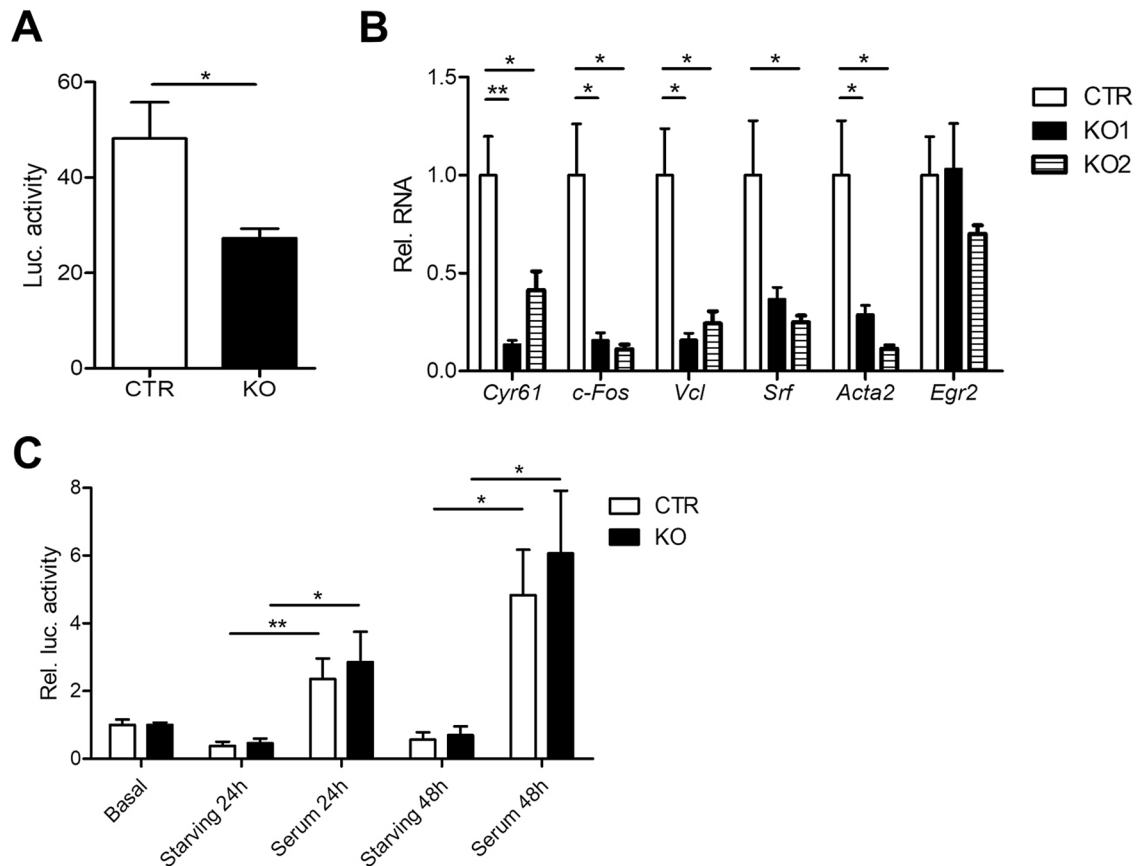 A
Luc. activity
60
40
20
0
*
CTR
KO
B
Rel. RNA
1.5
1.0
0.5
0.0
* * * * *
** * * *
Cyr61 c-Fos Vcl Srf Acta2 Egr2
CTR
KO1
KO2
C
Rel. luc. activity
8
6
4
2
0
*
*
*
**
Basal
Starving 24h
Serum 24h
Starving 48h
Serum 48h
CTR
KO